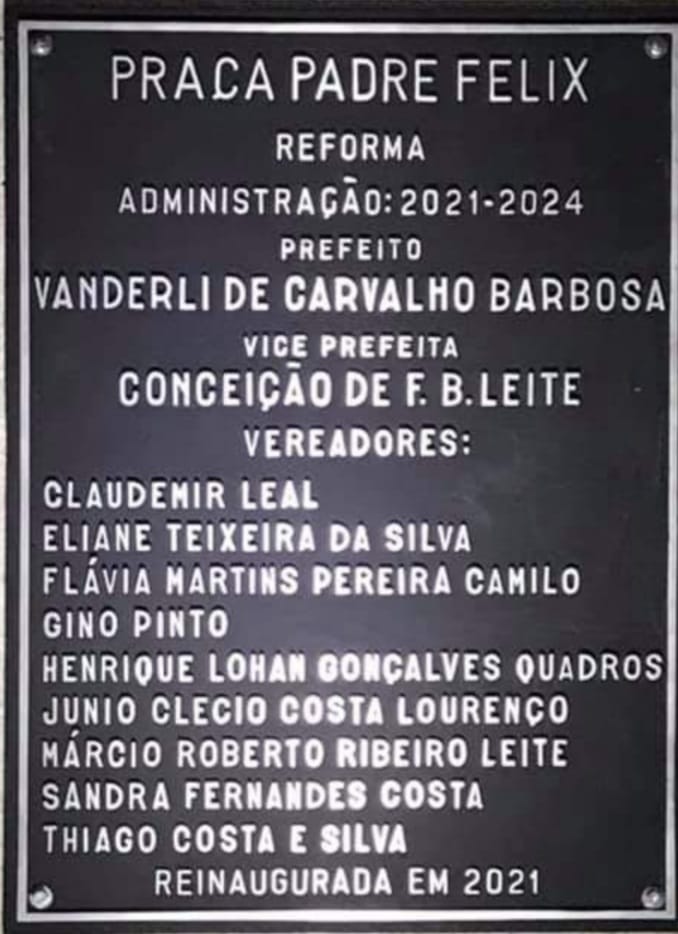 PRAÇA PADRE FELIX
REFORMA
ADMINISTRAÇÃO: 2021-2024
PREFEITO
VANDERLI DE CARVALHO BARBOSA
VICE PREFEITA
CONCEIÇÃO DE F. B. LEITE
VEREADORES:
CLAUDEMIR LEAL
ELIANE TEIXEIRA DA SILVA
FLÁVIA MARTINS PEREIRA CAMILO
GINO PINTO
HENRIQUE LOHAN GONÇALVES QUADROS
JUNIO CLECIO COSTA LOURENÇO
MÁRCIO ROBERTO RIBEIRO LEITE
SANDRA FERNANDES COSTA
THIAGO COSTA E SILVA
REINAUGURADA EM 2021